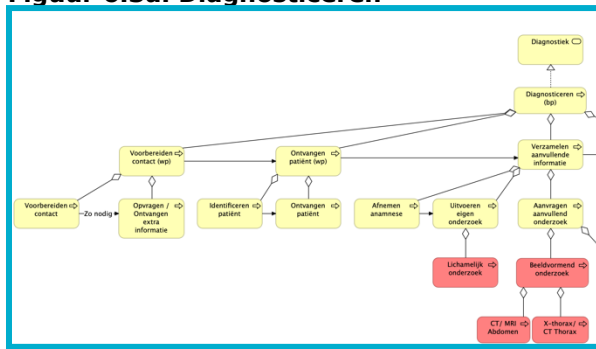 Figuur 6.3a: Diagnosticeren
Diagnostiek
Diagnosticeren
(bp)
Voorbereiden
contact (wp)
Ontvangen
patiënt (wp)
Verzamelen
aanvullende
informatie
Voorbereiden
contact
Zo nodig
Opvragen /
Ontvangen
extra
informatie
Identificeren
patiënt
Ontvangen
patiënt
Afnemen
anamnese
Uitvoeren
eigen
onderzoek
Aanvragen
aanvullend
onderzoek
Lichamelijk
onderzoek
Beeldvormend
onderzoek
CT/ MRI
Abdomen
X-thorax/
CT Thorax